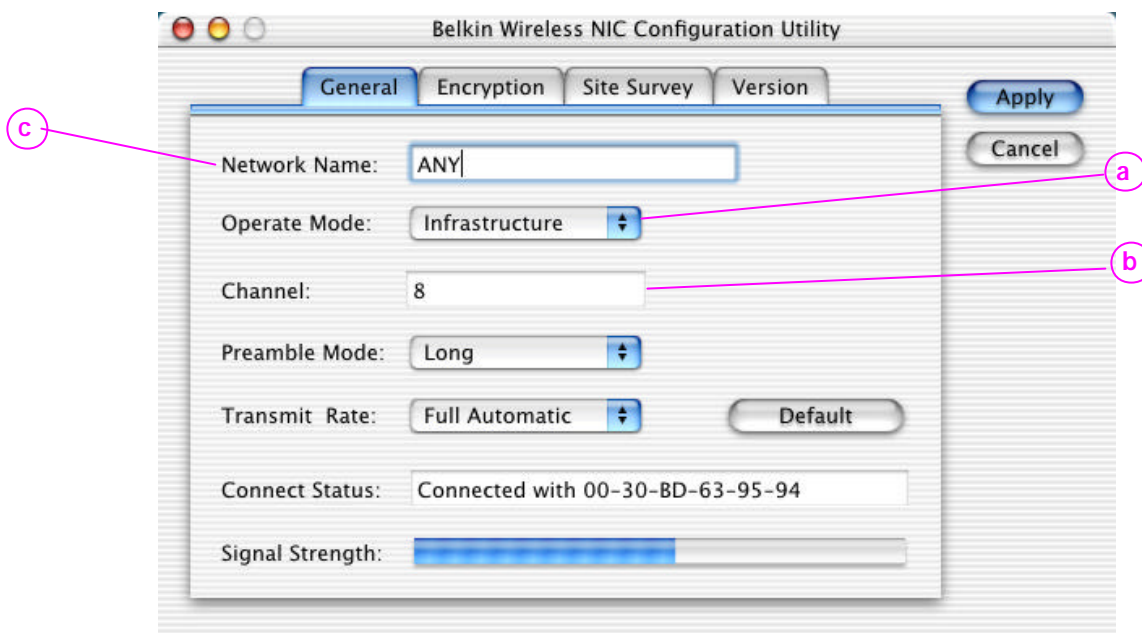 Belkin Wireless NIC Configuration Utility
General Encryption Site Survey Version
Apply
Cancel
c
Network Name: ANY
a
Operate Mode: Infrastructure
b
Channel: 8
Preamble Mode: Long
Transmit Rate: Full Automatic Default
Connect Status: Connected with 00-30-BD-63-95-94
Signal Strength: